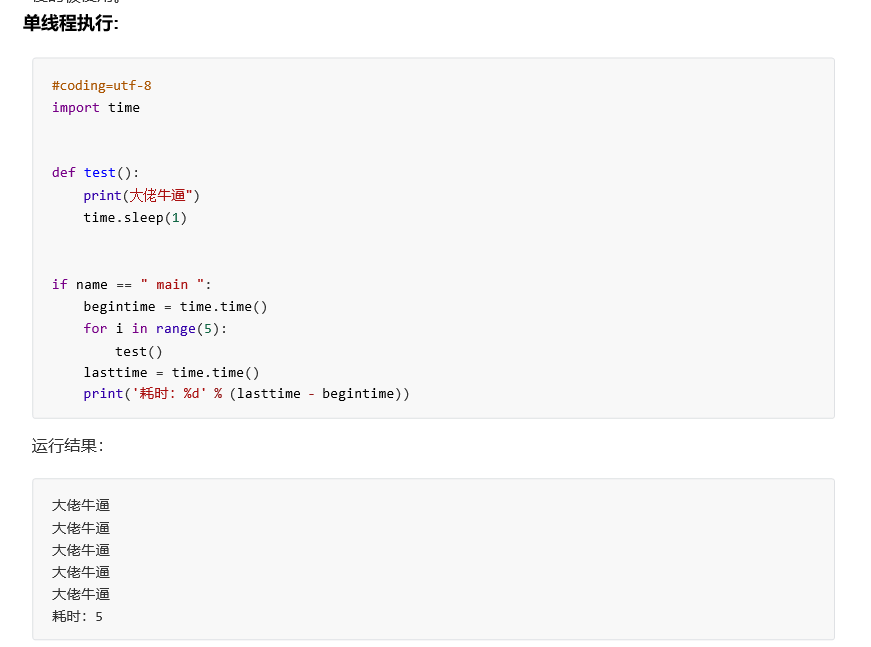 单线程执行:
#coding=utf-8
import time
def test():
    print(大佬牛逼")
    time.sleep(1)
if name == " main ":
    begintime = time.time()
    for i in range(5):
        test()
    lasttime = time.time()
    print('耗时: %d' % (lasttime - begintime))
运行结果：
大佬牛逼
大佬牛逼
大佬牛逼
大佬牛逼
大佬牛逼
耗时: 5